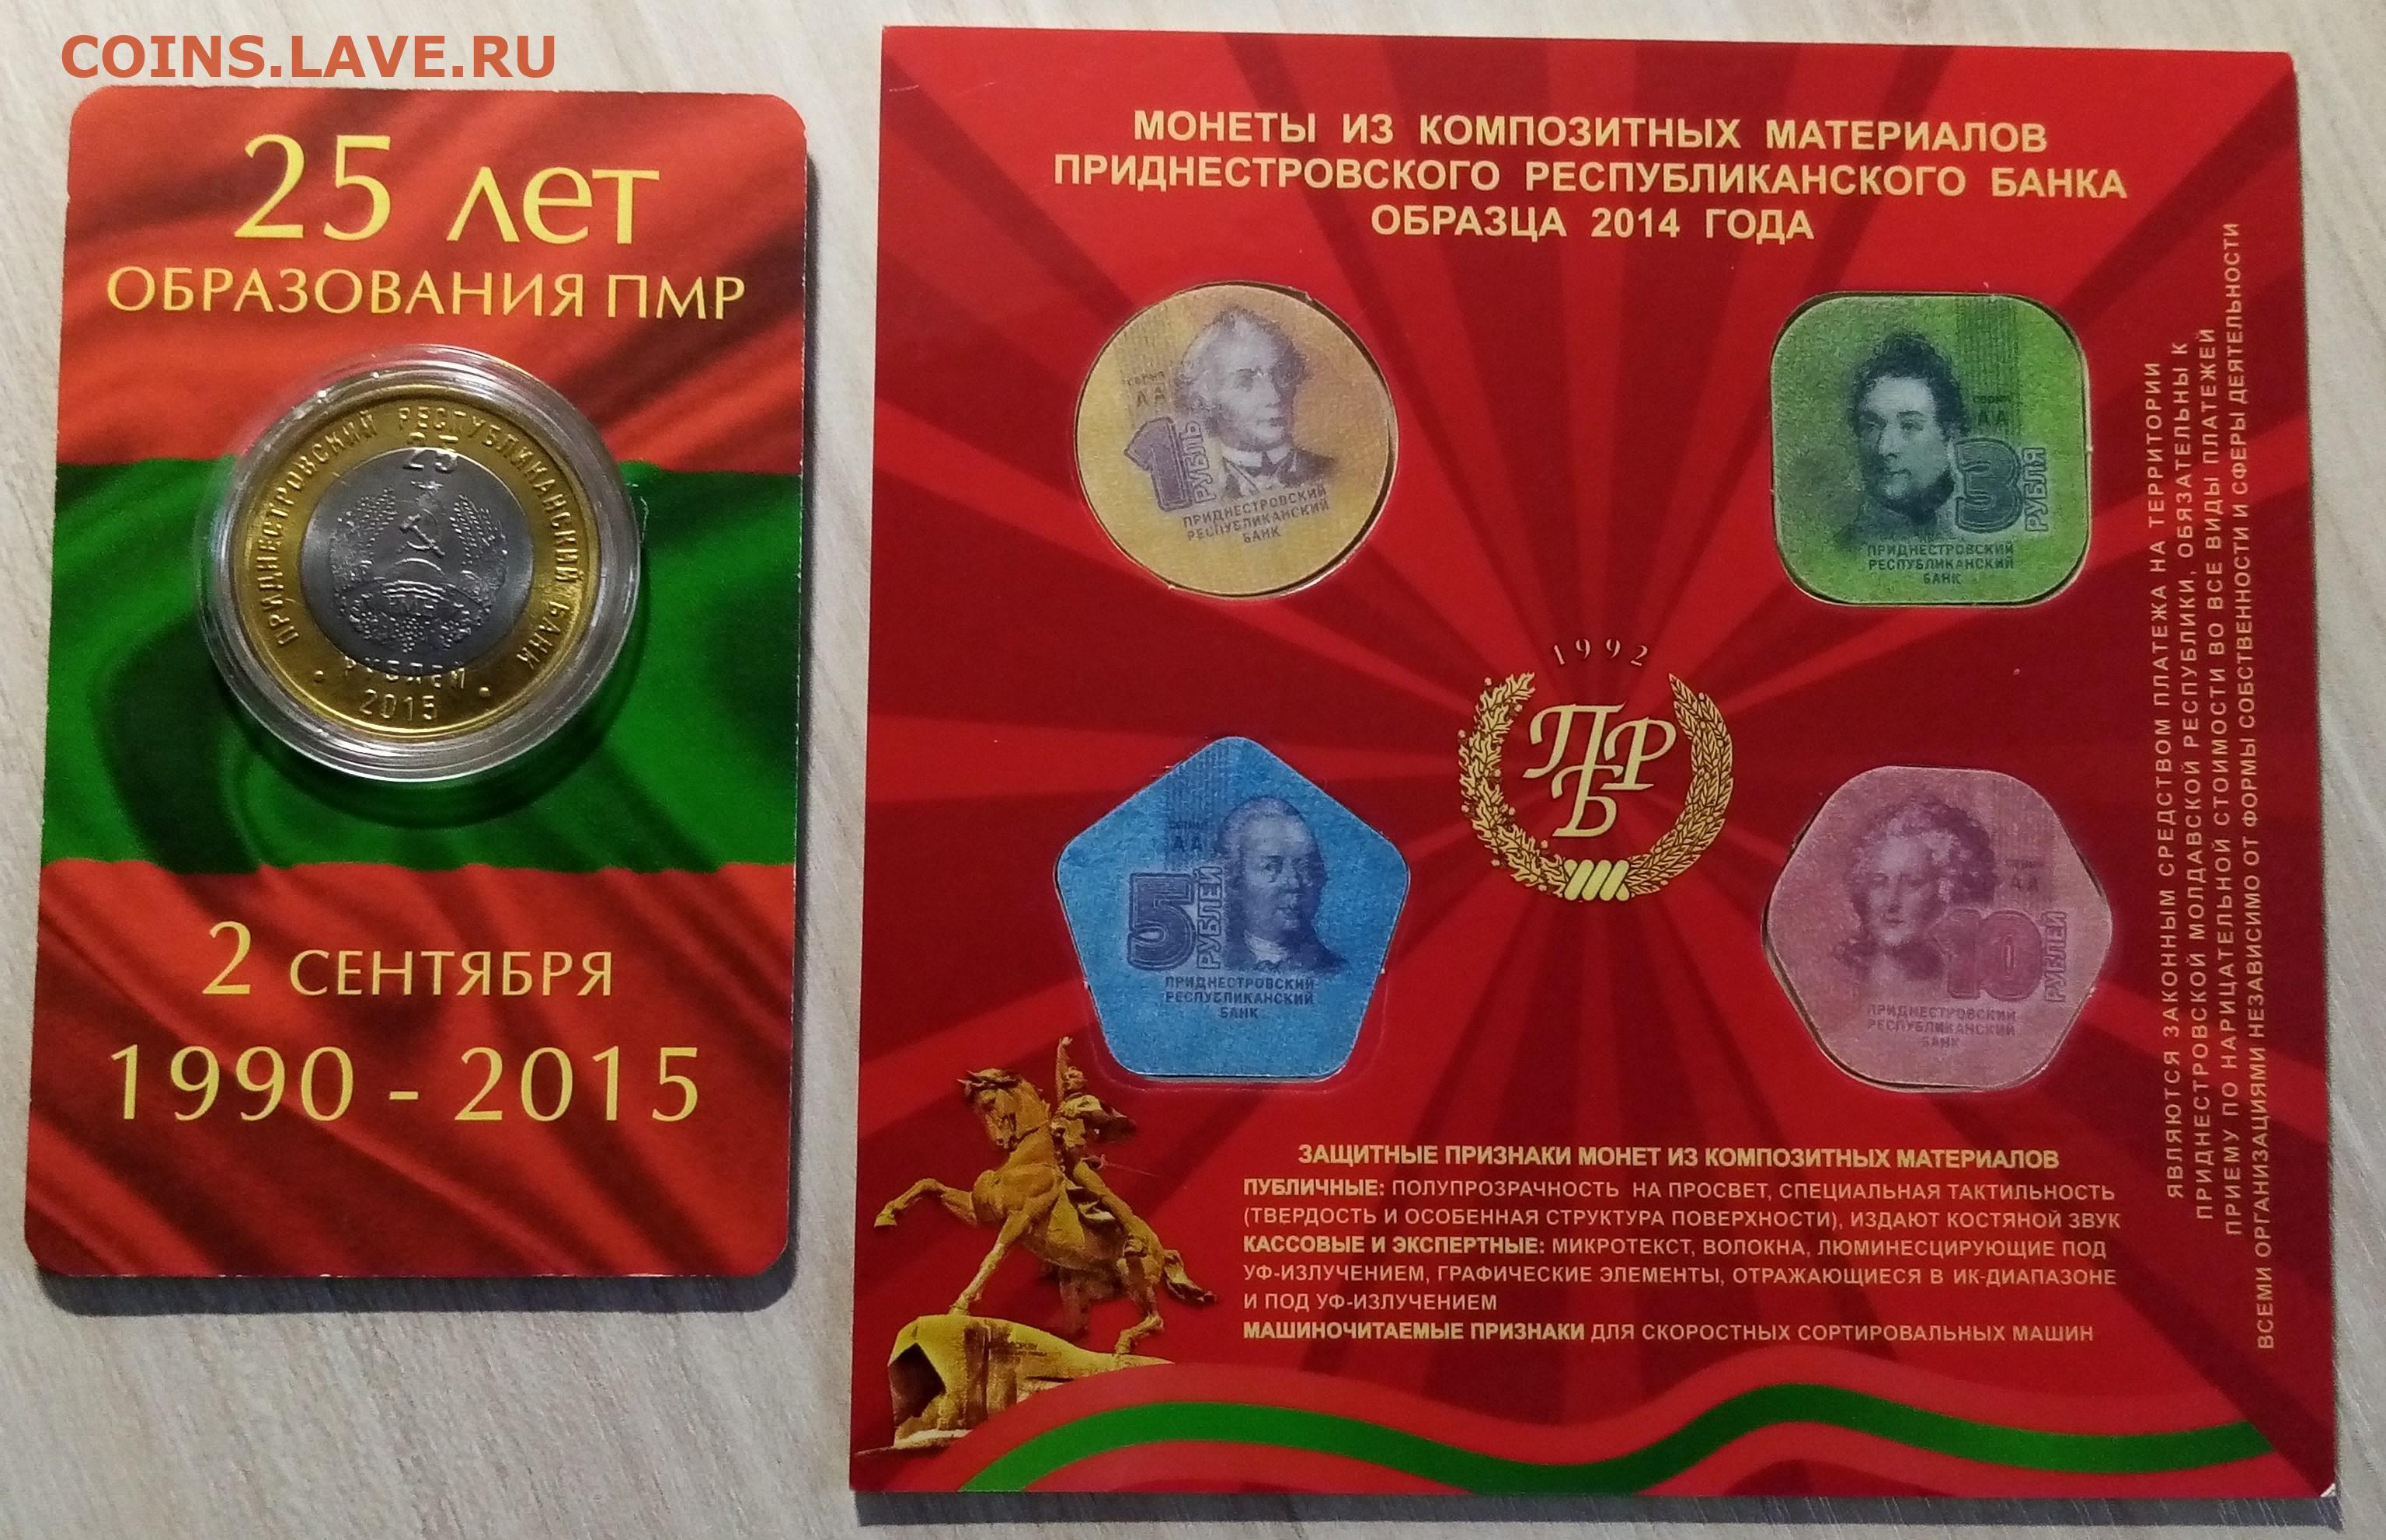 COINS.LAVE.RU
25 лет
ОБРАЗОВАНИЯ ПМР
ПРИДНЕСТРОВСКИЙ РЕСПУБЛИКАНСКИЙ БАНК
25
РУБЛЕЙ
2015
2 СЕНТЯБРЯ
1990 - 2015
МОНЕТЫ ИЗ КОМПОЗИТНЫХ МАТЕРИАЛОВ
ПРИДНЕСТРОВСКОГО РЕСПУБЛИКАНСКОГО БАНКА
ОБРАЗЦА 2014 ГОДА
серия
АА
1
РУБЛЬ
ПРИДНЕСТРОВСКИЙ
РЕСПУБЛИКАНСКИЙ
БАНК
серия
АА
3
РУБЛЯ
ПРИДНЕСТРОВСКИЙ
РЕСПУБЛИКАНСКИЙ
БАНК
1992
ПРБ
серия
АА
5
РУБЛЕЙ
ПРИДНЕСТРОВСКИЙ
РЕСПУБЛИКАНСКИЙ
БАНК
серия
АА
10
РУБЛЕЙ
ПРИДНЕСТРОВСКИЙ
РЕСПУБЛИКАНСКИЙ
БАНК
ЗАЩИТНЫЕ ПРИЗНАКИ МОНЕТ ИЗ КОМПОЗИТНЫХ МАТЕРИАЛОВ
ПУБЛИЧНЫЕ: ПОЛУПРОЗРАЧНОСТЬ НА ПРОСВЕТ, СПЕЦИАЛЬНАЯ ТАКТИЛЬНОСТЬ
(ТВЕРДОСТЬ И ОСОБЕННАЯ СТРУКТУРА ПОВЕРХНОСТИ), ИЗДАЮТ КОСТЯНОЙ ЗВУК
КАССОВЫЕ И ЭКСПЕРТНЫЕ: МИКРОТЕКСТ, ВОЛОКНА, ЛЮМИНЕСЦИРУЮЩИЕ ПОД
УФ-ИЗЛУЧЕНИЕМ, ГРАФИЧЕСКИЕ ЭЛЕМЕНТЫ, ОТРАЖАЮЩИЕСЯ В ИК-ДИАПАЗОНЕ
И ПОД УФ-ИЗЛУЧЕНИЕМ
МАШИНОЧИТАЕМЫЕ ПРИЗНАКИ ДЛЯ СКОРОСТНЫХ СОРТИРОВАЛЬНЫХ МАШИН
ЯВЛЯЮТСЯ ЗАКОННЫМ СРЕДСТВОМ ПЛАТЕЖА НА ТЕРРИТОРИИ
ПРИДНЕСТРОВСКОЙ МОЛДАВСКОЙ РЕСПУБЛИКИ, ОБЯЗАТЕЛЬНЫ К
ПРИЕМУ ПО НАРИЦАТЕЛЬНОЙ СТОИМОСТИ ВО ВСЕ ВИДЫ ПЛАТЕЖЕЙ
ВСЕМИ ОРГАНИЗАЦИЯМИ НЕЗАВИСИМО ОТ ФОРМЫ СОБСТВЕННОСТИ И СФЕРЫ ДЕЯТЕЛЬНОСТИ